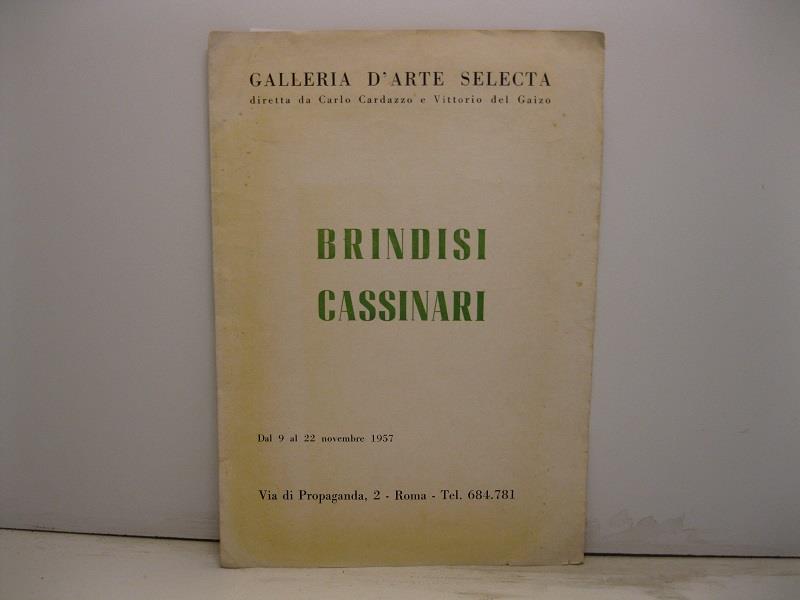 GALLERIA D'ARTE SELECTA
diretta da Carlo Cardazzo e Vittorio del Gaizo
BRINDISI
CASSINARI
Dal 9 al 22 novembre 1957
Via di Propaganda, 2 - Roma - Tel. 684.781